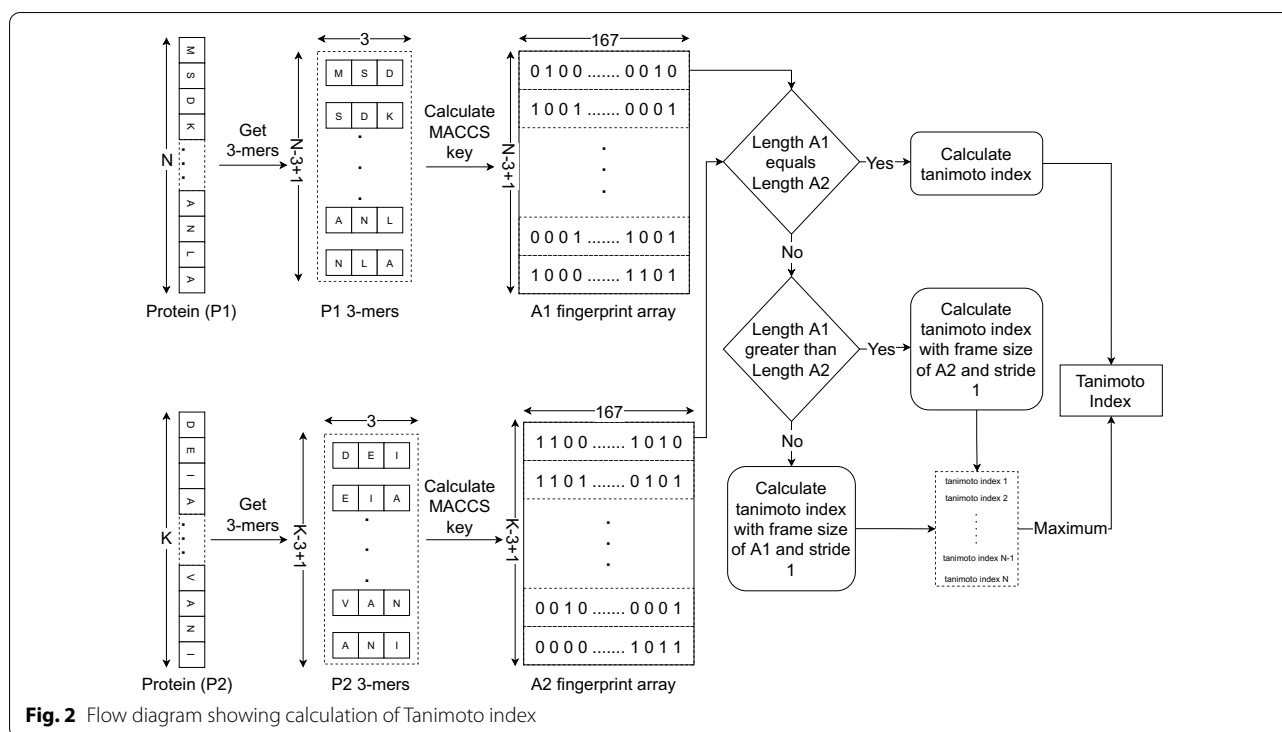 M
S
D
K
A
N
L
A
N
Protein (P1)
Get
3-mers
3
N-3+1
M S D
S D K
A N L
N L A
P1 3-mers
Calculate
MACCS
key
167
N-3+1
0 1 0 0 ....... 0 0 1 0
1 0 0 1 ....... 0 0 0 1
0 0 0 1 ....... 1 0 0 1
1 0 0 0 ....... 1 1 0 1
A1 fingerprint array
Length A1
equals
Length A2
Yes
Calculate
tanimoto index
No
Length A1
greater than
Length A2
Yes
Calculate
tanimoto index
with frame size
of A2 and stride
1
Tanimoto
Index
No
Calculate
tanimoto index
with frame size
of A1 and stride
1
tanimoto index 1
tanimoto index 2
tanimoto index N-1
tanimoto index N
Maximum
D
E
I
A
V
A
N
I
K
Protein (P2)
Get
3-mers
3
K-3+1
D E I
E I A
V A N
A N I
P2 3-mers
Calculate
MACCS
key
167
K-3+1
1 1 0 0 ....... 1 0 1 0
1 1 0 1 ....... 0 1 0 1
0 0 1 0 ....... 0 0 0 1
0 0 0 0 ....... 1 0 1 1
A2 fingerprint array
Fig. 2 Flow diagram showing calculation of Tanimoto index